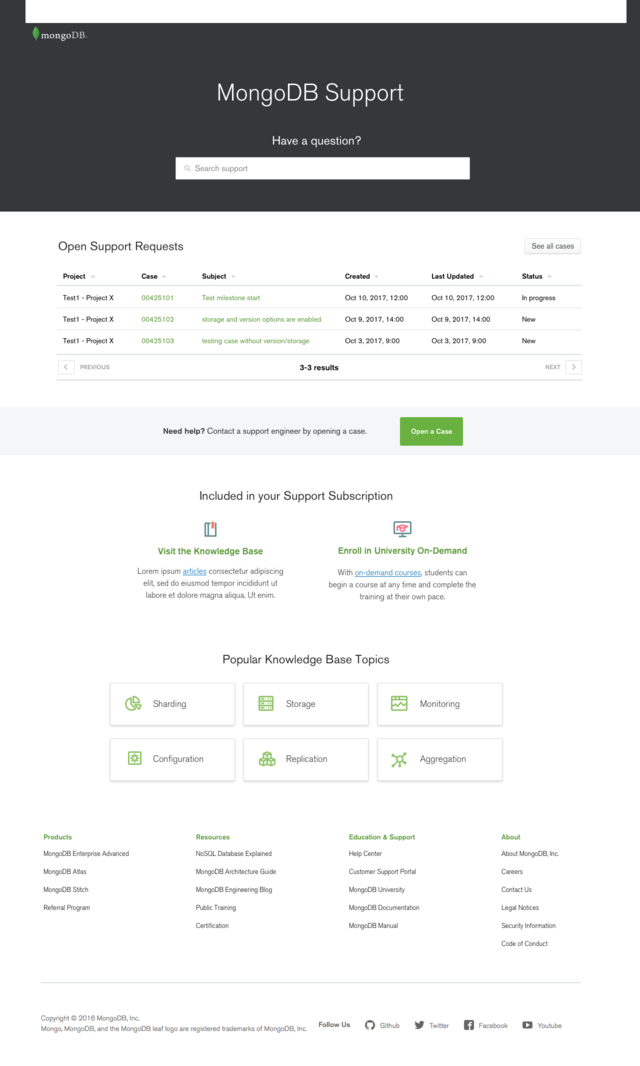 mongoDB.
MongoDB Support
Have a question?
Search support
Open Support Requests
See all cases
Project Case Subject Created Last Updated Status
Test1 - Project X 00425101 Test milestone start Oct 10, 2017, 12:00 Oct 10, 2017, 12:00 In progress
Test1 - Project X 00425102 storage and version options are enabled Oct 9, 2017, 14:00 Oct 9, 2017, 14:00 New
Test1 - Project X 00425103 testing case without version/storage Oct 3, 2017, 9:00 Oct 3, 2017, 9:00 New
PREVIOUS 3-3 results NEXT
Need help? Contact a support engineer by opening a case. Open a Case
Included in your Support Subscription
Visit the Knowledge Base
Lorem ipsum articles consectetur adipiscing
elit, sed do eiusmod tempor incididunt ut
labore et dolore magna aliqua. Ut enim.
Enroll in University On-Demand
With on-demand courses, students can
begin a course at any time and complete the
training at their own pace.
Popular Knowledge Base Topics
Sharding
Storage
Monitoring
Configuration
Replication
Aggregation
Products
MongoDB Enterprise Advanced
MongoDB Atlas
MongoDB Stitch
Referral Program
Resources
NoSQL Database Explained
MongoDB Architecture Guide
MongoDB Engineering Blog
Public Training
Certification
Education & Support
Help Center
Customer Support Portal
MongoDB University
MongoDB Documentation
MongoDB Manual
About
About MongoDB, Inc.
Careers
Contact Us
Legal Notices
Security Information
Code of Conduct
Copyright © 2016 MongoDB, Inc.
Mongo, MongoDB, and the MongoDB leaf logo are registered trademarks of MongoDB, Inc.
Follow Us Github Twitter Facebook Youtube